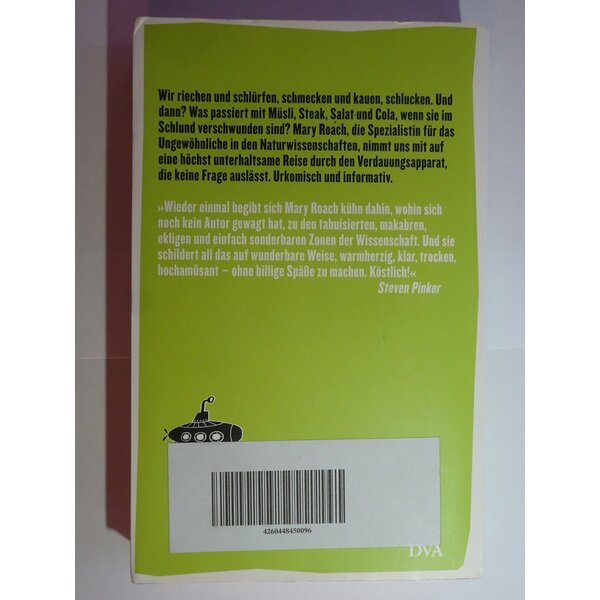 Wir riechen und schlürfen, schmecken und kauen, schlucken. Und
dann? Was passiert mit Müsli, Steak, Salat und Cola, wenn sie im
Schlund verschwunden sind? Mary Roach, die Spezialistin für das
Ungewöhnliche in den Naturwissenschaften, nimmt uns mit auf
eine höchst unterhaltsame Reise durch den Verdauungsapparat,
die keine Frage auslässt. Urkomisch und informativ.
»Wieder einmal begibt sich Mary Roach kühn dahin, wohin sich
noch kein Autor gewagt hat, zu den tabuisierten, makabren,
ekligen und einfach sonderbaren Zonen der Wissenschaft. Und sie
schildert all das auf wunderbare Weise, warmherzig, klar, trocken,
hochamüsant – ohne billige Späße zu machen. Köstlich!«
Steven Pinker
4260448450096
DVA